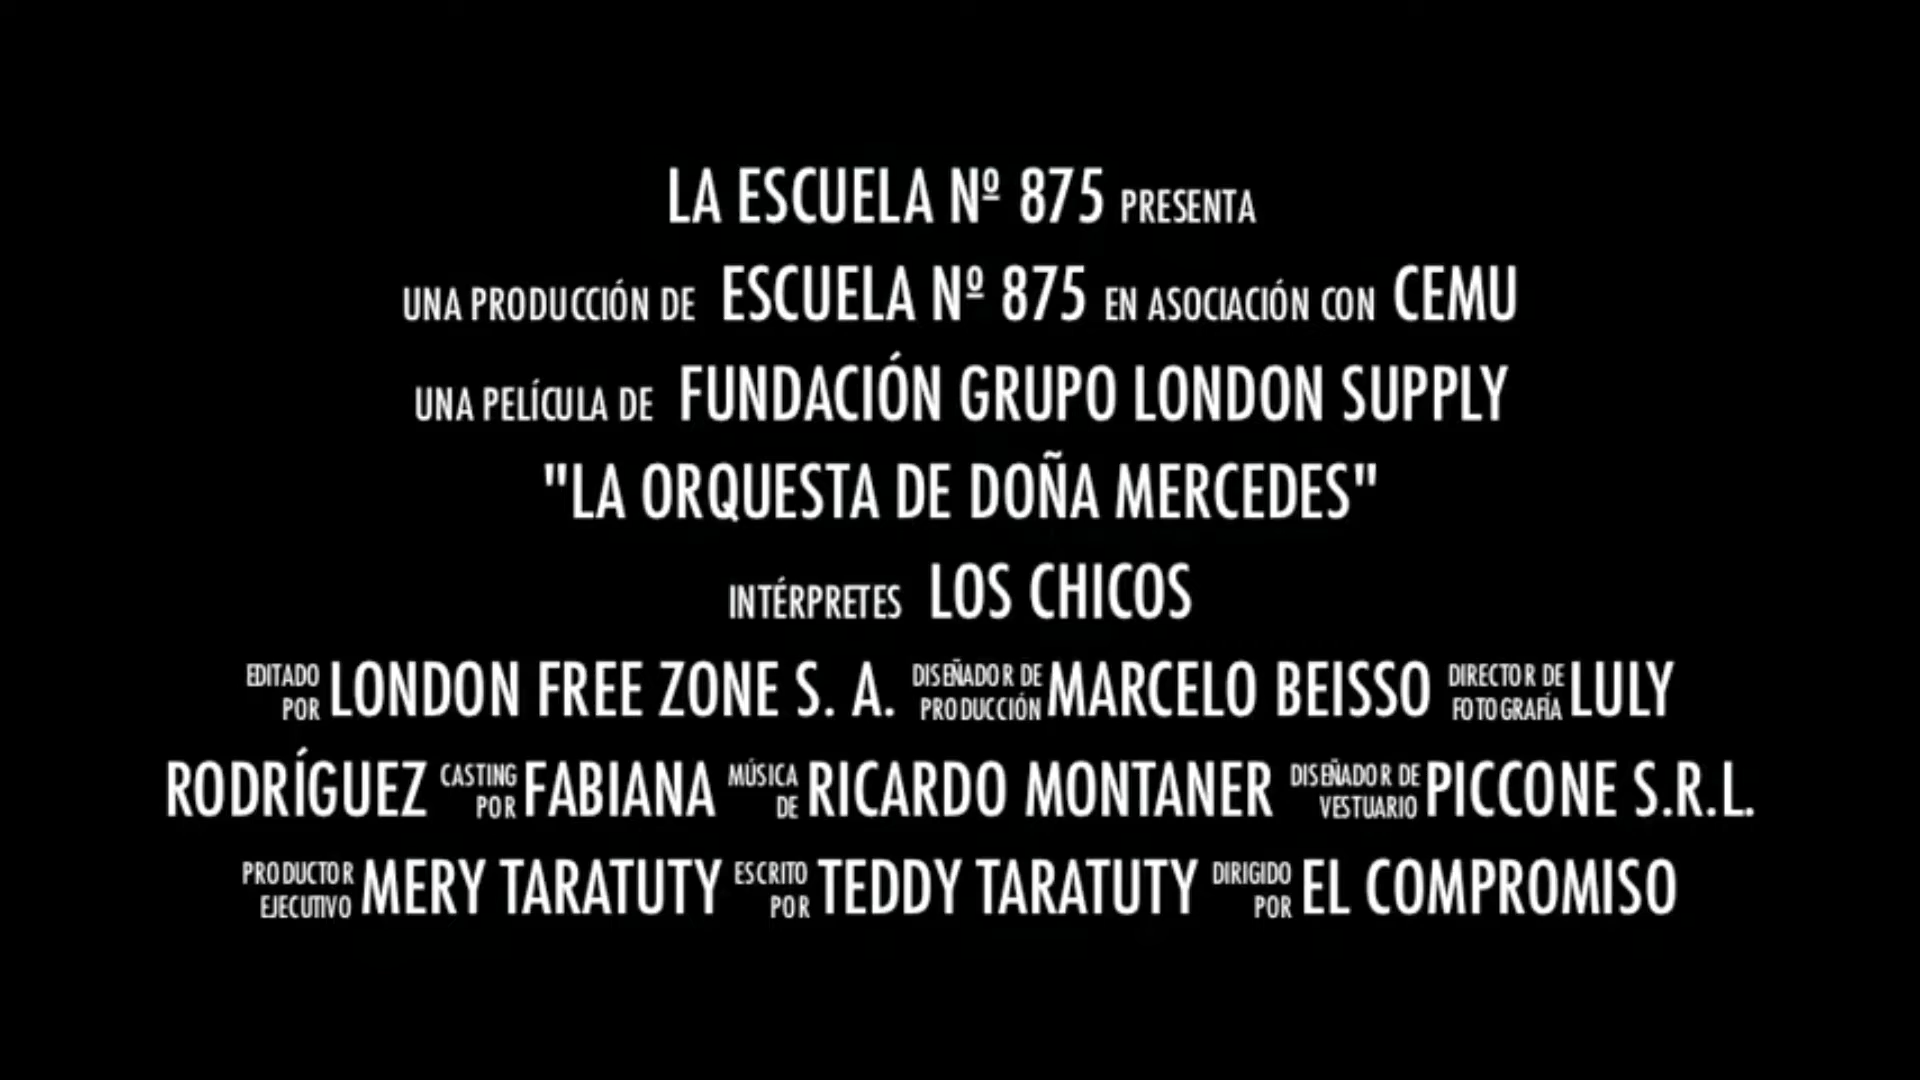 LA ESCUELA Nº 875 PRESENTA
UNA PRODUCCIÓN DE ESCUELA Nº 875 EN ASOCIACIÓN CON CEMU
UNA PELÍCULA DE FUNDACIÓN GRUPO LONDON SUPPLY
"LA ORQUESTA DE DOÑA MERCEDES"
INTÉRPRETES LOS CHICOS
EDITADO POR LONDON FREE ZONE S. A. DISEÑADOR DE PRODUCCIÓN MARCELO BEISSO DIRECTOR DE FOTOGRAFÍA LULY
RODRÍGUEZ CASTING POR FABIANA MÚSICA DE RICARDO MONTANER DISEÑADOR DE VESTUARIO PICCONE S.R.L.
PRODUCTOR EJECUTIVO MERY TARATUTY ESCRITO POR TEDDY TARATUTY DIRIGIDO POR EL COMPROMISO